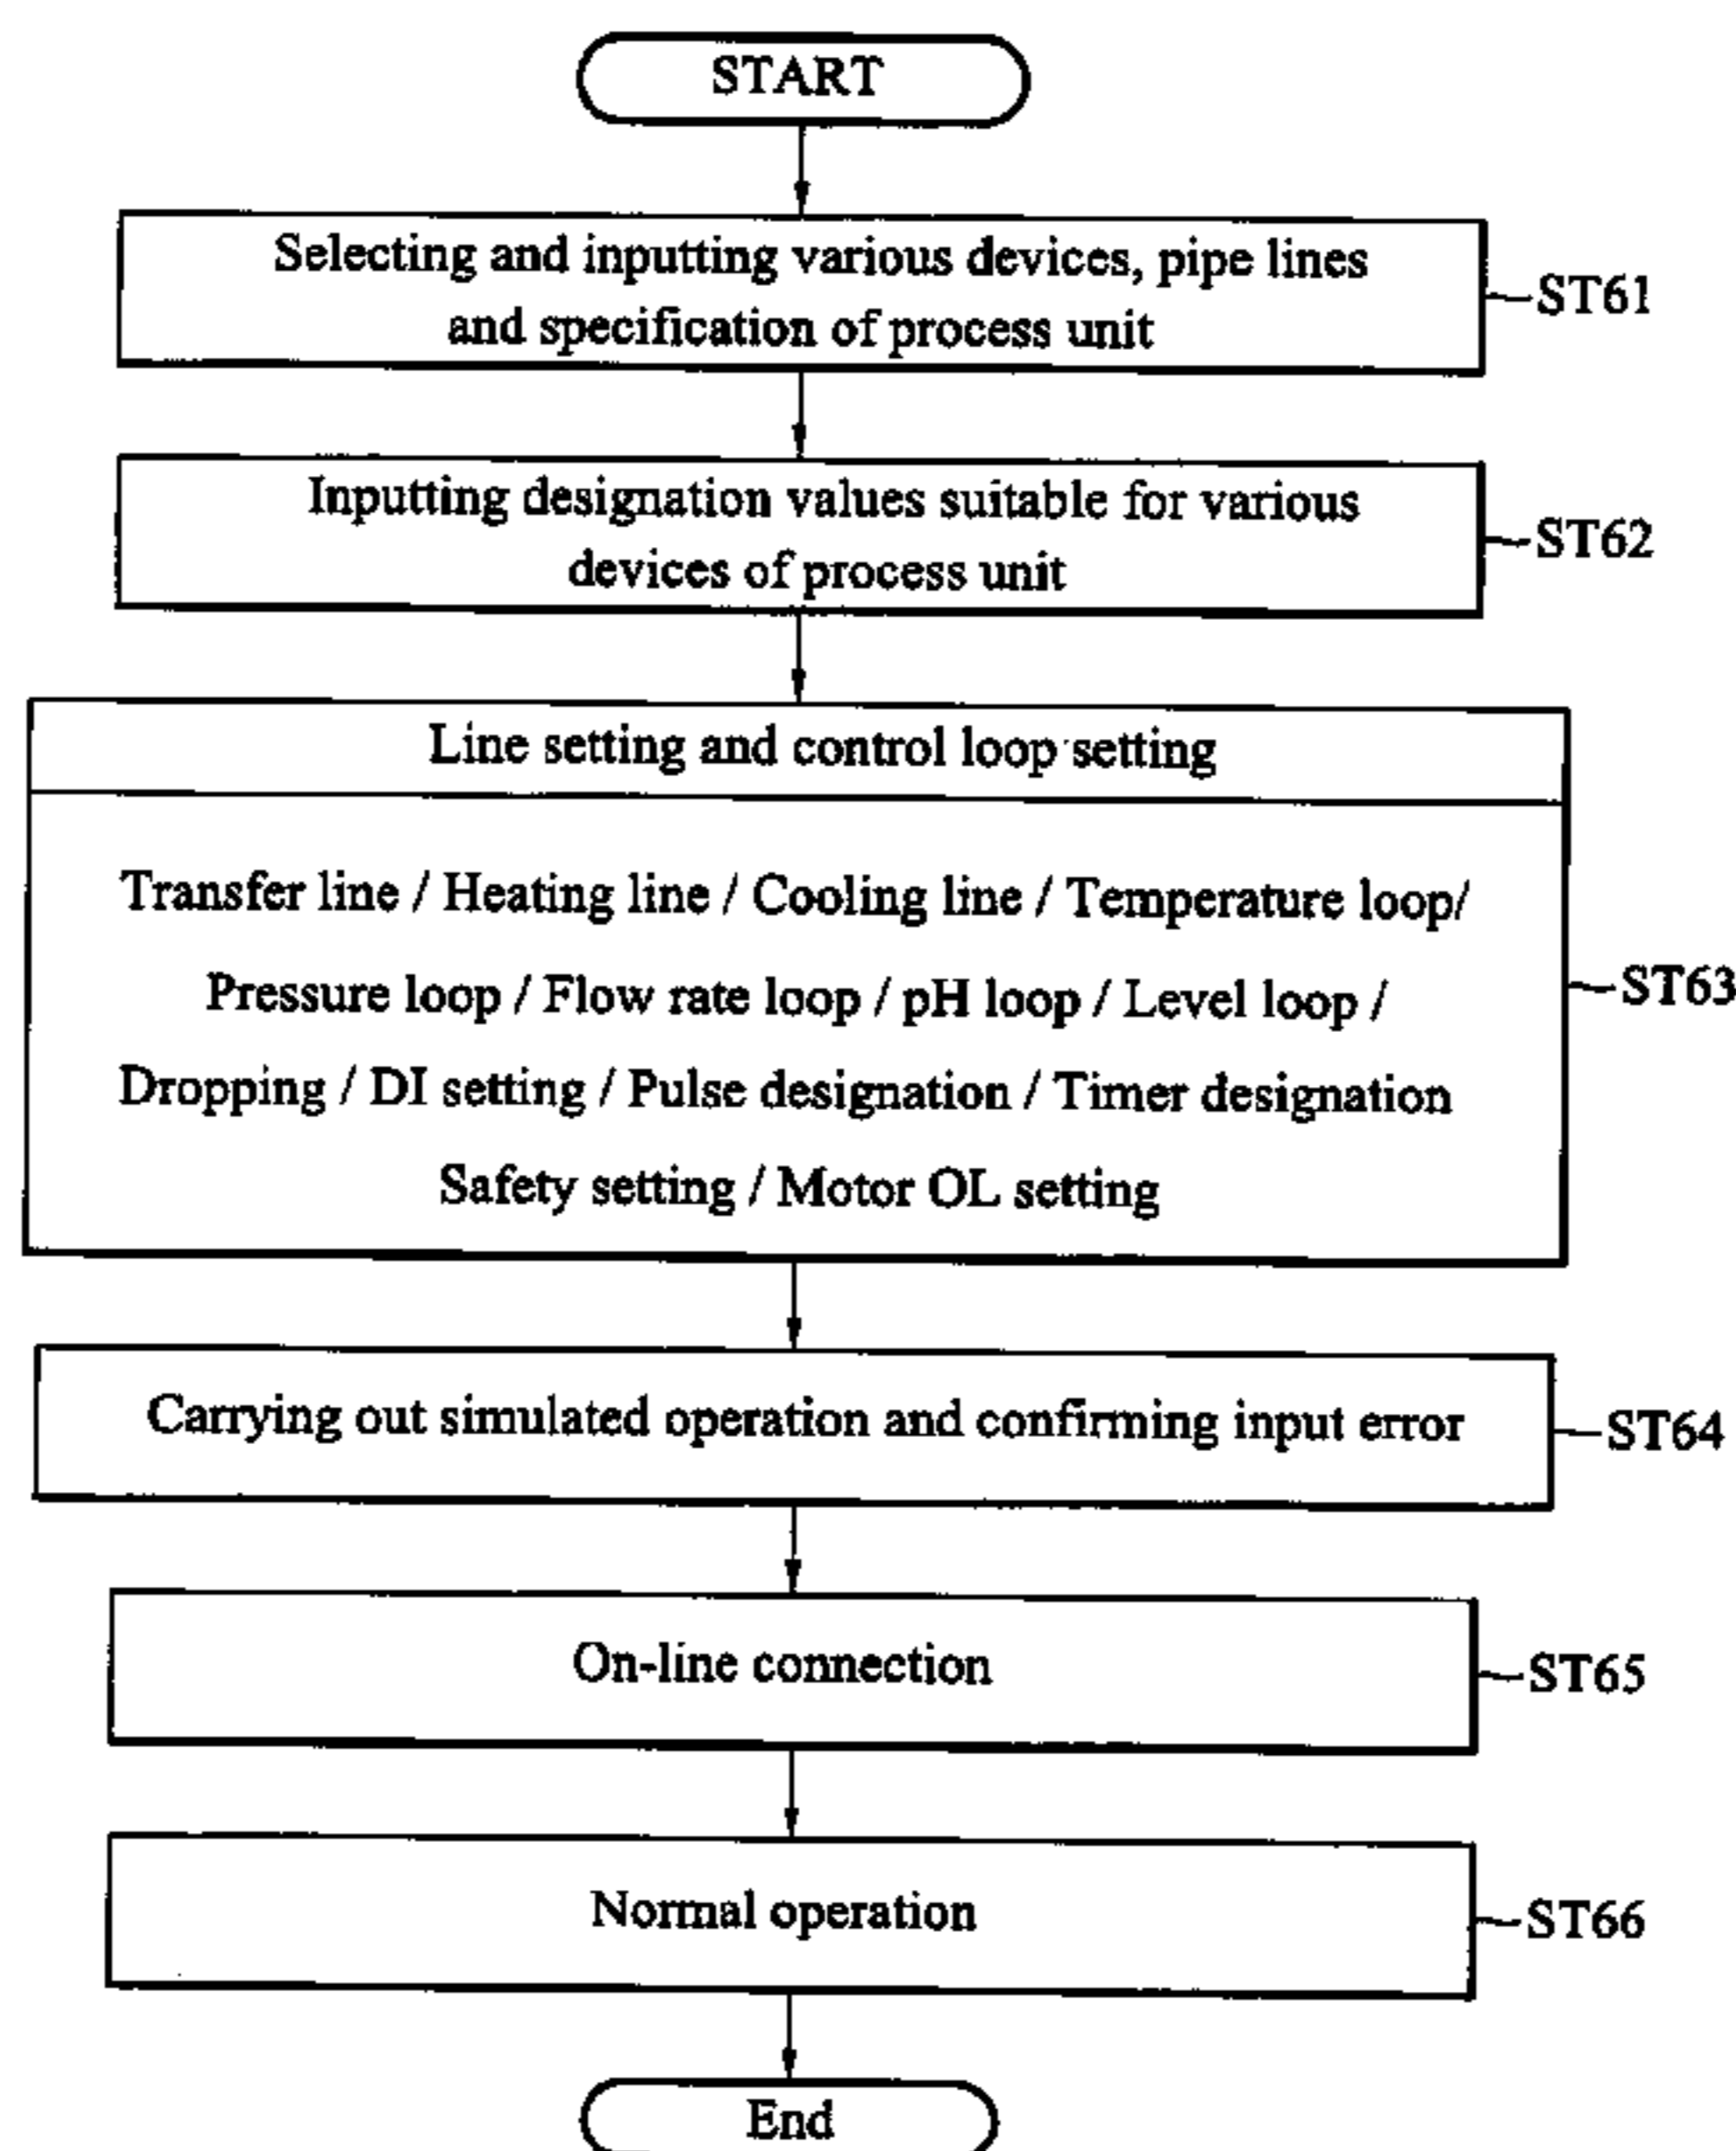 START
Selecting and inputting various devices, pipe lines
and specification of process unit
ST61
Inputting designation values suitable for various
devices of process unit
ST62
Line setting and control loop setting
Transfer line / Heating line / Cooling line / Temperature loop/
Pressure loop / Flow rate loop / pH loop / Level loop /
Dropping / DI setting / Pulse designation / Timer designation
Safety setting / Motor OL setting
ST63
Carrying out simulated operation and confirming input error
ST64
On-line connection
ST65
Normal operation
ST66
End